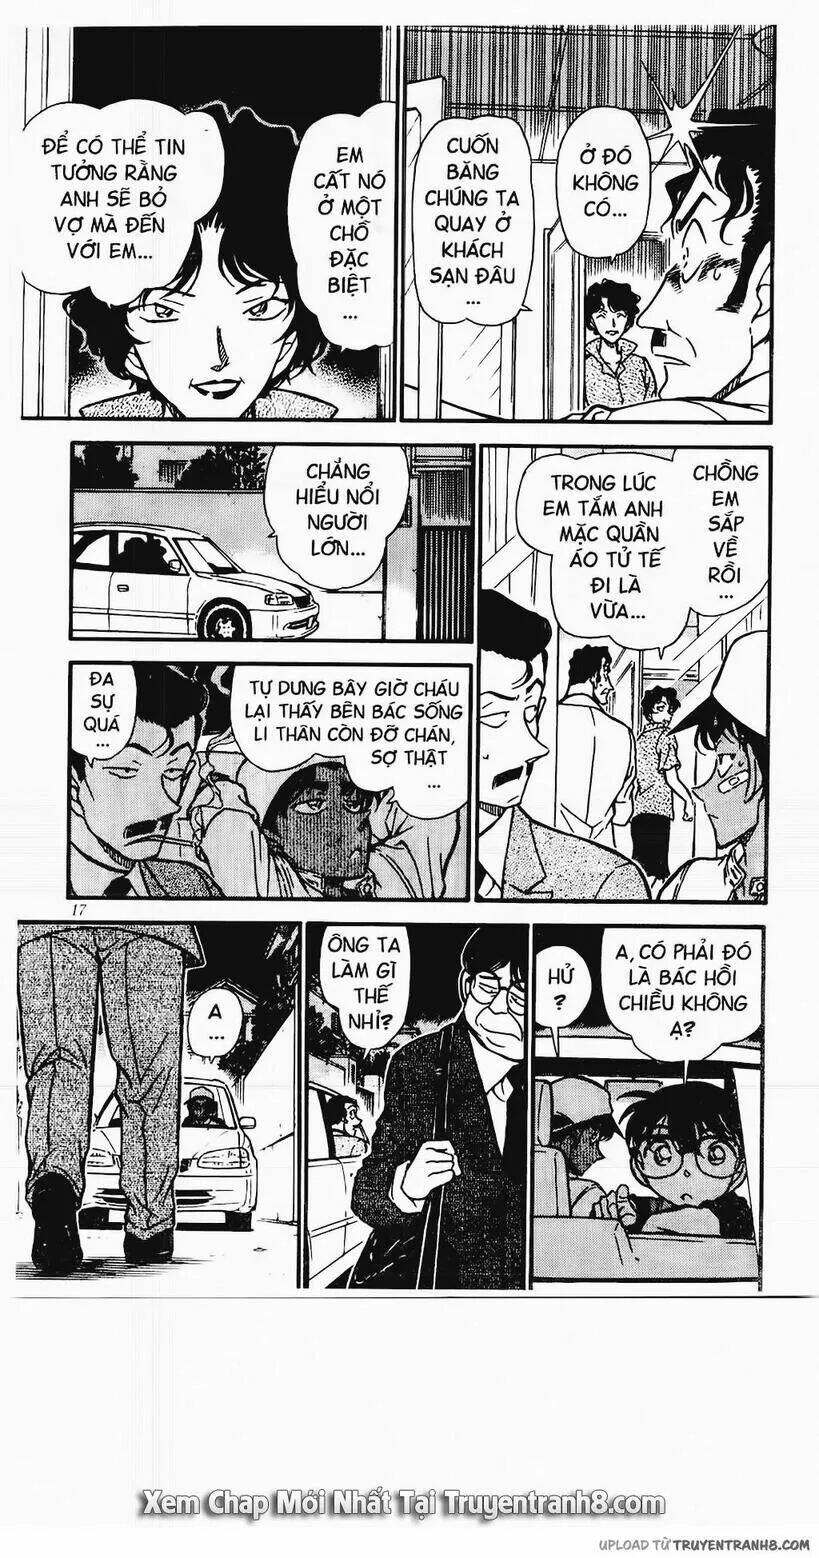 Ở ĐÓ
KHÔNG
CÓ...
CUỐN
BĂNG
CHÚNG TA
QUAY Ở
KHÁCH
SẠN ĐÂU
...
EM
CẤT NÓ
Ở MỘT
CHỖ
ĐẶC
BIỆT
...
ĐỂ CÓ THỂ TIN
TƯỞNG RẰNG
ANH SẼ BỎ
VỢ MÀ ĐẾN
VỚI EM...
CHỒNG
EM
SẮP
VỀ
RỒI
...
TRONG LÚC
EM TẮM ANH
MẶC QUẦN
ÁO TỬ TẾ
ĐI LÀ
VỪA...
CHẲNG
HIỂU NỔI
NGƯỜI
LỚN...
TỰ DƯNG BÂY GIỜ CHÁU
LẠI THẤY BÊN BÁC SỐNG
LI THÂN CÒN ĐỠ CHÁN,
SỢ THẬT
...
ĐA
SỰ
QUÁ
...
17
A, CÓ PHẢI ĐÓ
LÀ BÁC HỒI
CHIỀU KHÔNG
Ạ?
HỬ
?
ÔNG TA
LÀM GÌ
THẾ
NHỈ?
A
...
Xem Chap Mới Nhất Tại Truyentranh8.com
UPLOAD TỪ TRUYENTRANH8.COM